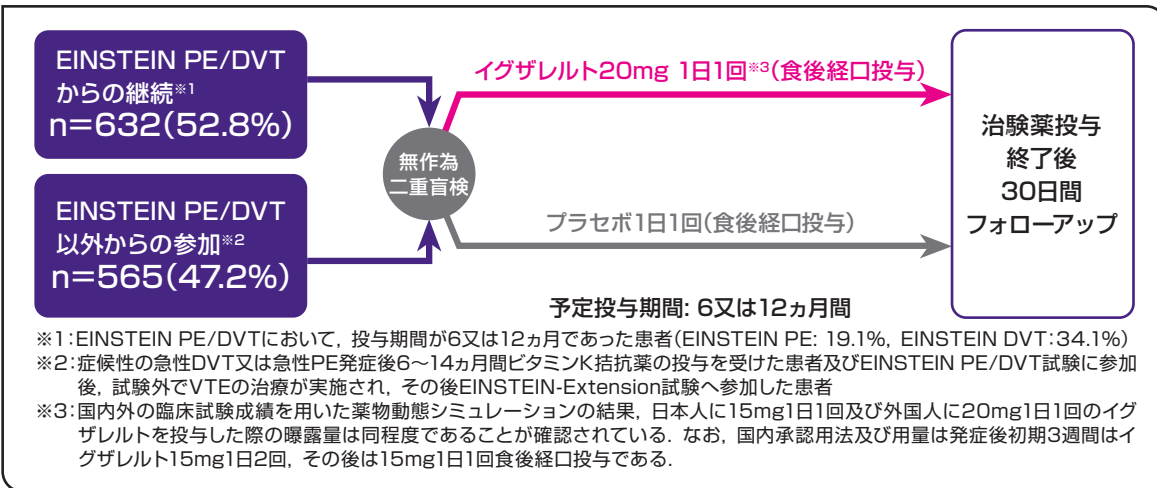 EINSTEIN PE/DVT
からの継続※1
n=632(52.8%)
EINSTEIN PE/DVT
以外からの参加※2
n=565(47.2%)
無作為
二重盲検
イグザレルト20mg 1日1回※3(食後経口投与)
プラセボ1日1回(食後経口投与)
治験薬投与
終了後
30日間
フォローアップ
予定投与期間: 6又は12ヵ月間
※1:EINSTEIN PE/DVTにおいて, 投与期間が6又は12ヵ月であった患者(EINSTEIN PE: 19.1%, EINSTEIN DVT:34.1%)
※2:症候性の急性DVT又は急性PE発症後6〜14ヵ月間ビタミンK拮抗薬の投与を受けた患者及びEINSTEIN PE/DVT試験に参加
後, 試験外でVTEの治療が実施され, その後EINSTEIN-Extension試験へ参加した患者
※3:国内外の臨床試験成績を用いた薬物動態シミュレーションの結果, 日本人に15mg1日1回及び外国人に20mg1日1回のイグ
ザレルトを投与した際の曝露量は同程度であることが確認されている. なお, 国内承認用法及び用量は発症後初期3週間はイ
グザレルト15mg1日2回, その後は15mg1日1回食後経口投与である.